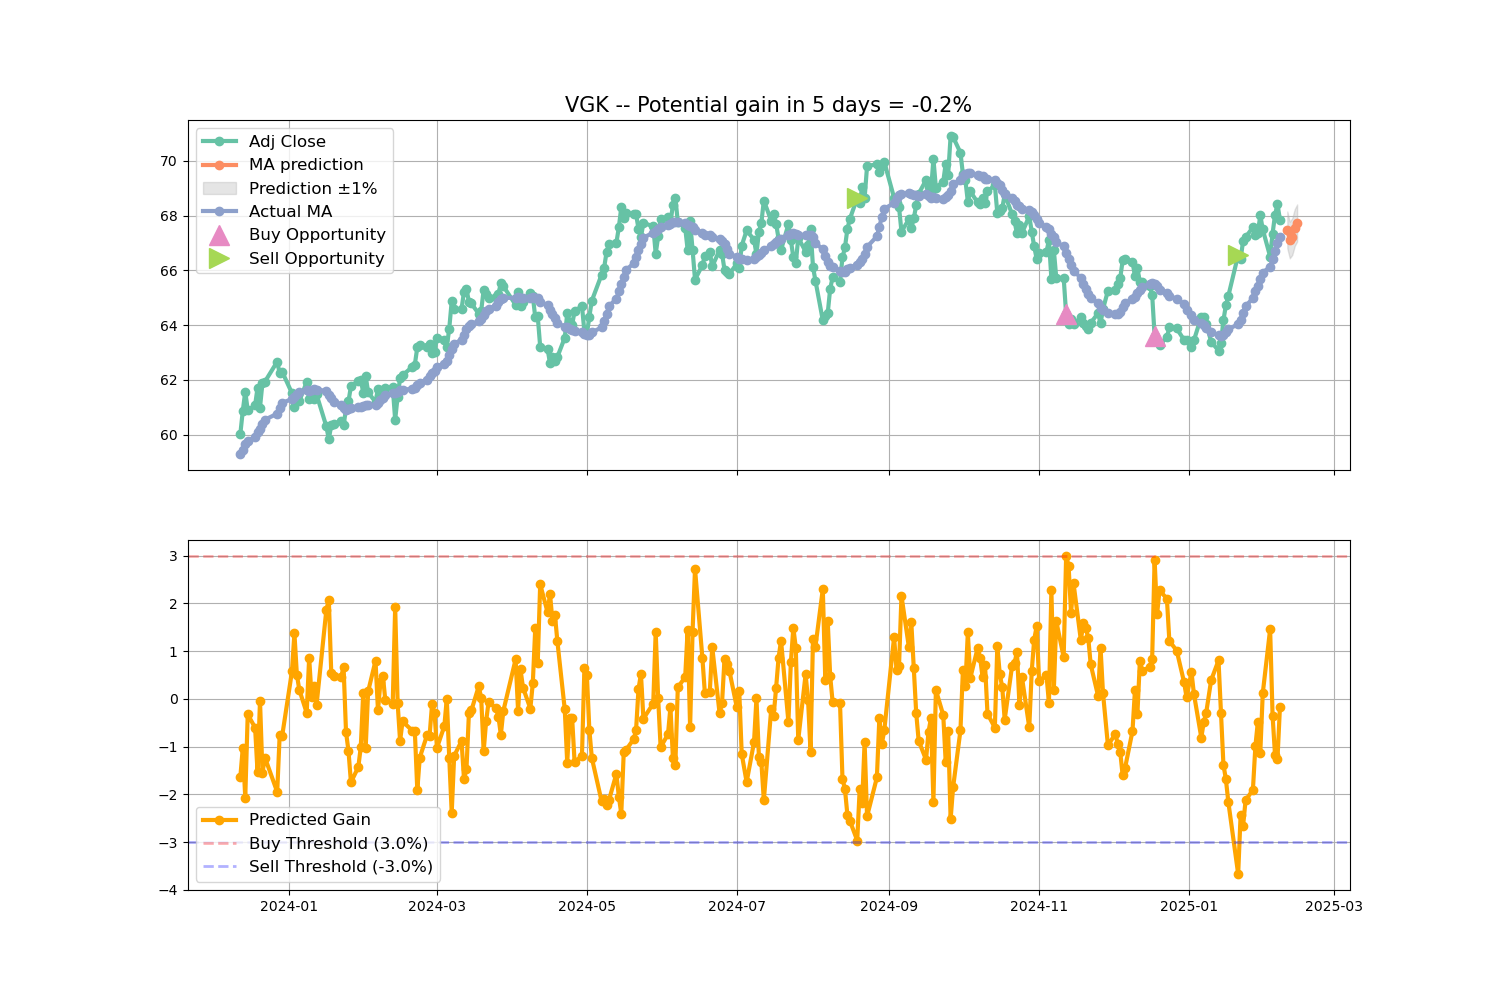 VGK -- Potential gain in 5 days = -0.2%
Adj Close
MA prediction
Prediction ±1%
Actual MA
Buy Opportunity
Sell Opportunity
70
68
66
64
62
60
3
2
1
0
−1
−2
−3
−4
Predicted Gain
Buy Threshold (3.0%)
Sell Threshold (-3.0%)
2024-01
2024-03
2024-05
2024-07
2024-09
2024-11
2025-01
2025-03